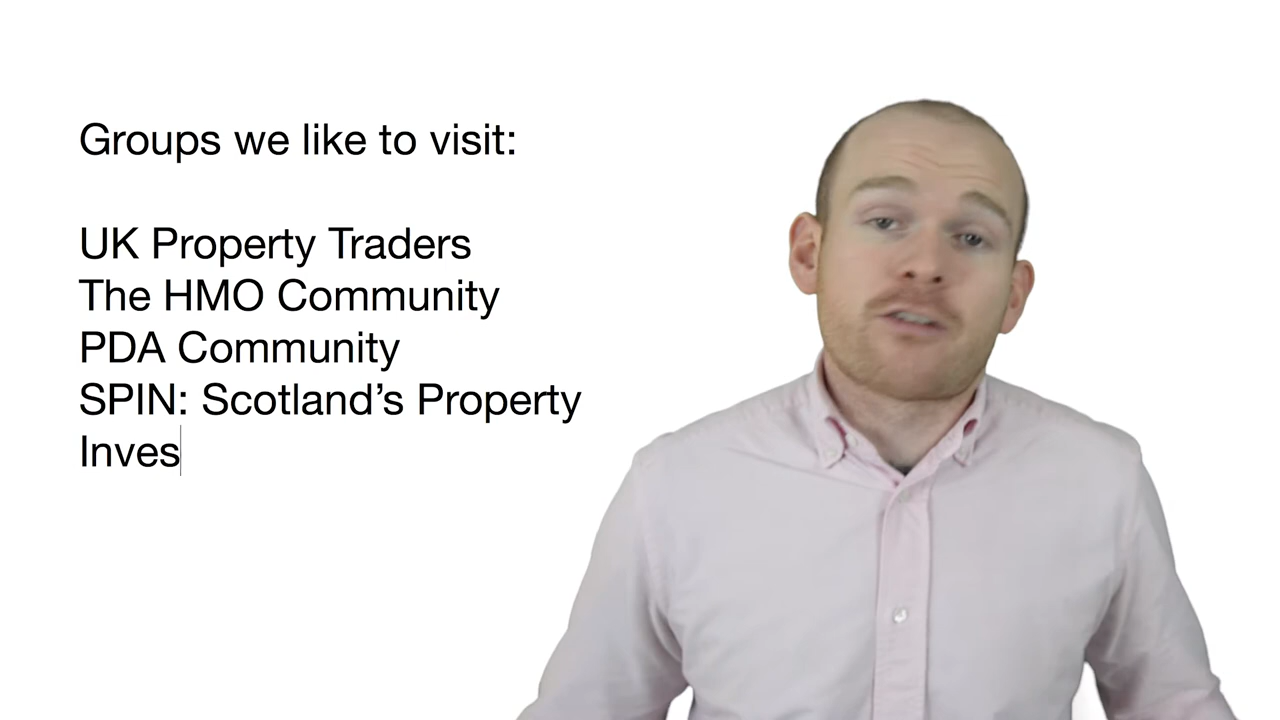 Groups we like to visit:
UK Property Traders
The HMO Community
PDA Community
SPIN: Scotland’s Property
Inves